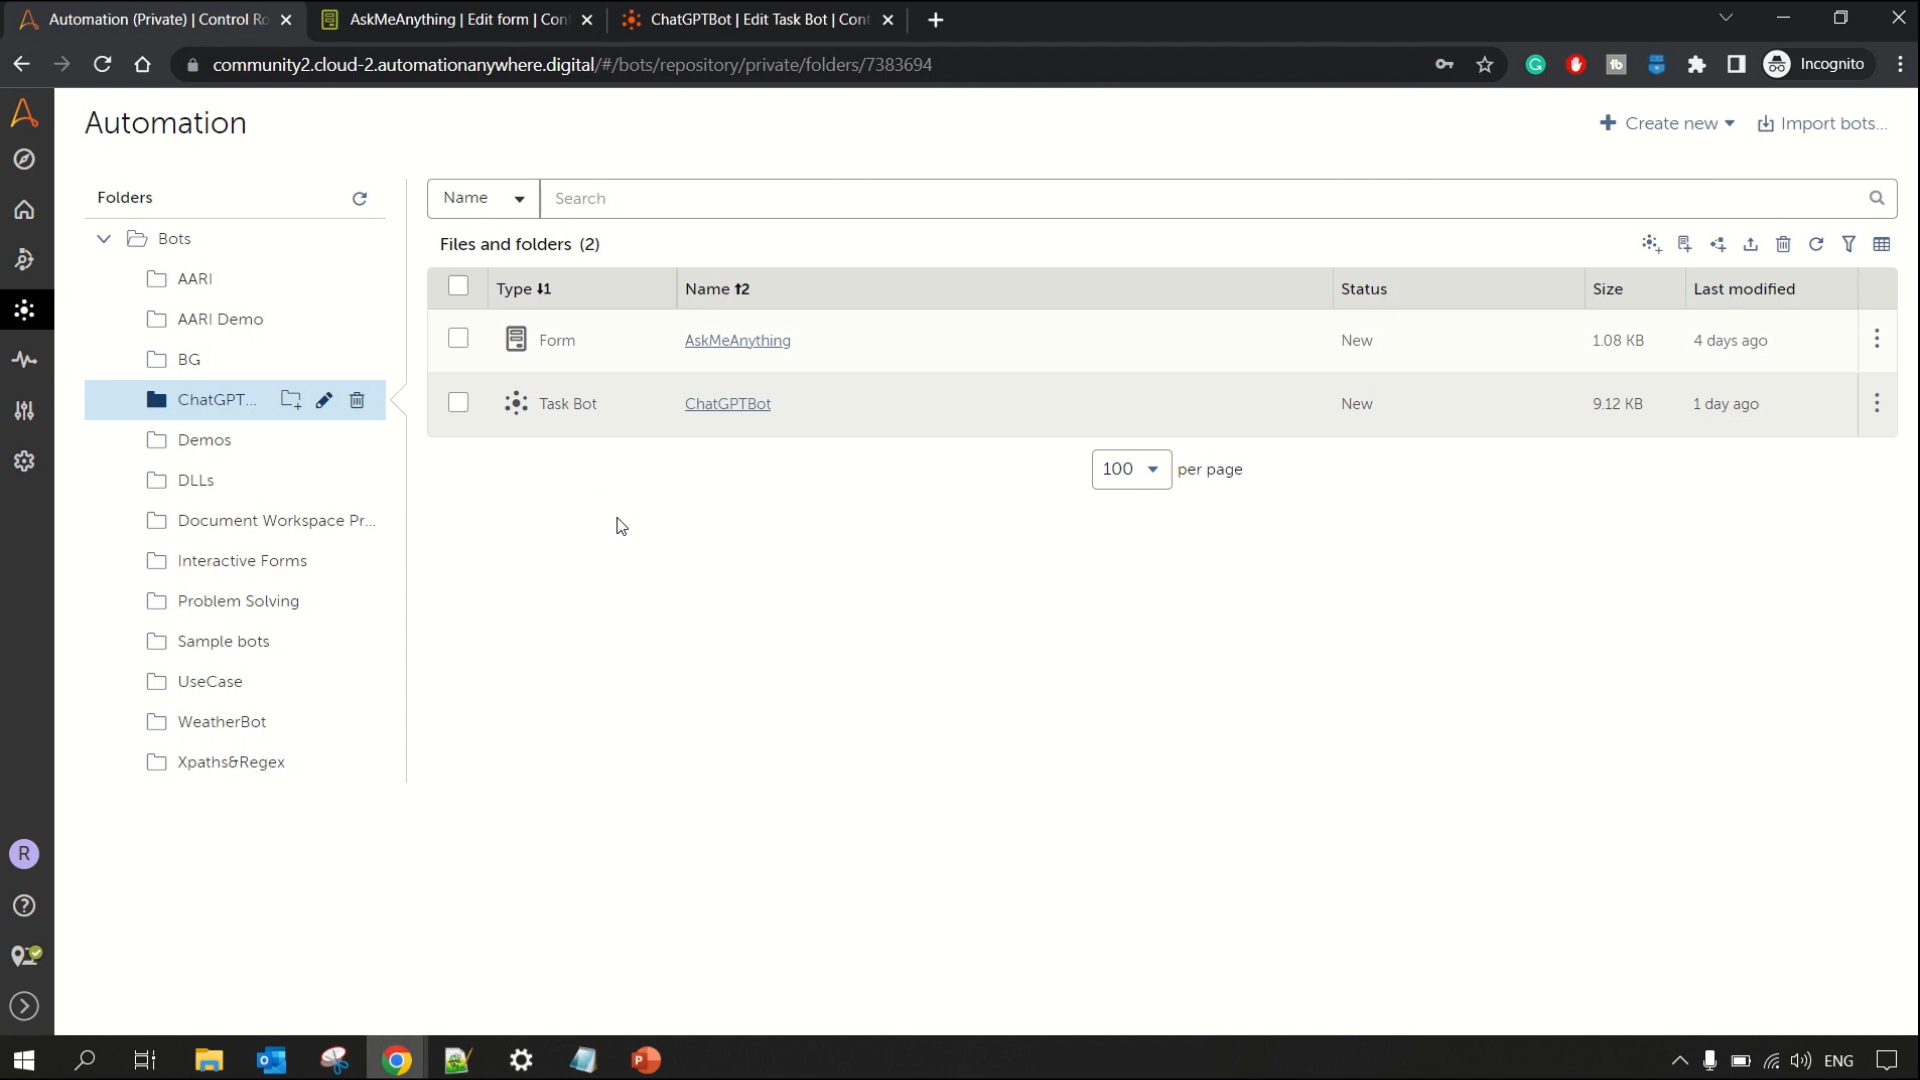 Automation (Private) | Control Ro
AskMeAnything | Edit form | Con
ChatGPTBot | Edit Task Bot | Cont
community2.cloud-2.automationanywhere.digital/#/bots/repository/private/folders/7383694
Incognito
Automation
Create new
Import bots...
Folders
Name
Search
Bots
Files and folders (2)
AARI
Type
Name
Status
Size
Last modified
AARI Demo
Form
AskMeAnything
New
1.08 KB
4 days ago
BG
ChatGPT...
Task Bot
ChatGPTBot
New
9.12 KB
1 day ago
Demos
100
per page
DLLs
Document Workspace Pr...
Interactive Forms
Problem Solving
Sample bots
UseCase
WeatherBot
Xpaths&Regex
R
ENG